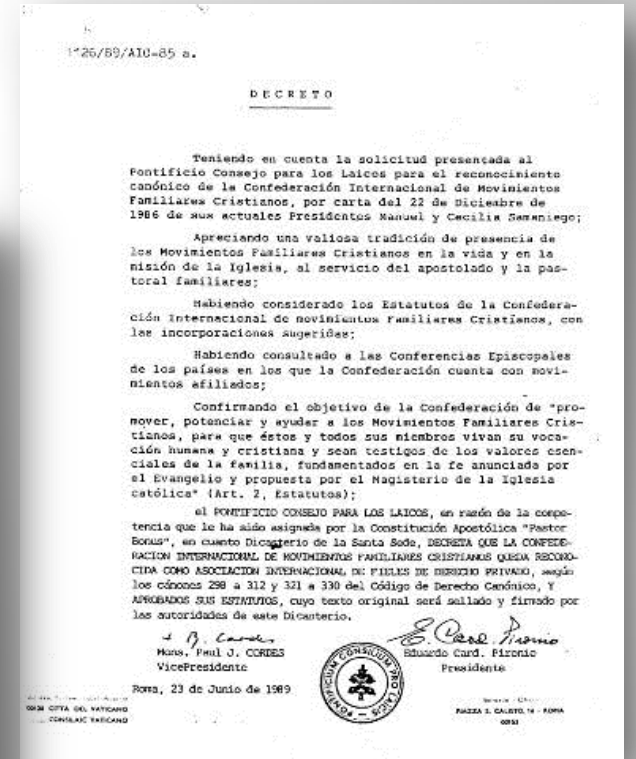 1*26/89/AIC-85 a.
DECRETO
Teniendo en cuenta la solicitud presentada al
Pontificio Consejo para los Laicos para el reconocimiento
canónico de la Confederación Internacional de Movimientos
Familiares Cristianos, por carta del 22 de Diciembre de
1986 de sus actuales Presidentes Manuel y Cecilia Samaniego;
Apreciando una valiosa tradición de presencia de
los Movimientos Familiares Cristianos en la vida y en la
misión de la Iglesia, al servicio del apostolado y la pas-
toral familiares;
Habiendo considerado los Estatutos de la Confedera-
ción Internacional de movimientos Familiares Cristianos, con
las incorporaciones sugeridas;
Habiendo consultado a las Conferencias Episcopales
de los países en los que la Confederación cuenta con movi-
mientos afiliados;
Confirmando el objetivo de la Confederación de "pro-
mover, potenciar y ayudar a los Movimientos Familiares Cris-
tianos, para que éstos y todos sus miembros vivan su voca-
ción humana y cristiana y sean testigos de los valores esen-
ciales de la familia, fundamentados en la fe anunciada por
el Evangelio y propuesta por el Magisterio de la Iglesia
católica" (Art. 2, Estatutos);
el PONTIFICIO CONSEJO PARA LOS LAICOS, en razón de la compe-
tencia que le ha sido asignada por la Constitución Apostólica "Pastor
Bonus", en cuanto Dicasterio de la Santa Sede, DECRETA QUE LA CONFEDE-
RACION INTERNACIONAL DE MOVIMIENTOS FAMILIARES CRISTIANOS QUEDA RECONO-
CIDA COMO ASOCIACION INTERNACIONAL DE FIELES DE DERECHO PRIVADO, según
los cánones 298 a 312 y 321 a 330 del Código de Derecho Canónico, Y
APROBADOS SUS ESTATUTOS, cuyo texto original será sellado y firmado por
las autoridades de este Dicasterio.
+ P. Cordes
E. Card. Pironio
Mons. Paul J. CORDES
Eduardo Card. Pironio
VicePresidente
Presidente
PONTIFICIUM CONSILIUM PRO LAICIS
Roma, 23 de Junio de 1989
00120 CITTA DEL VATICANO
PIAZZA S. CALISTO, 16 - ROMA
CONSILAIC VATICANO
00153